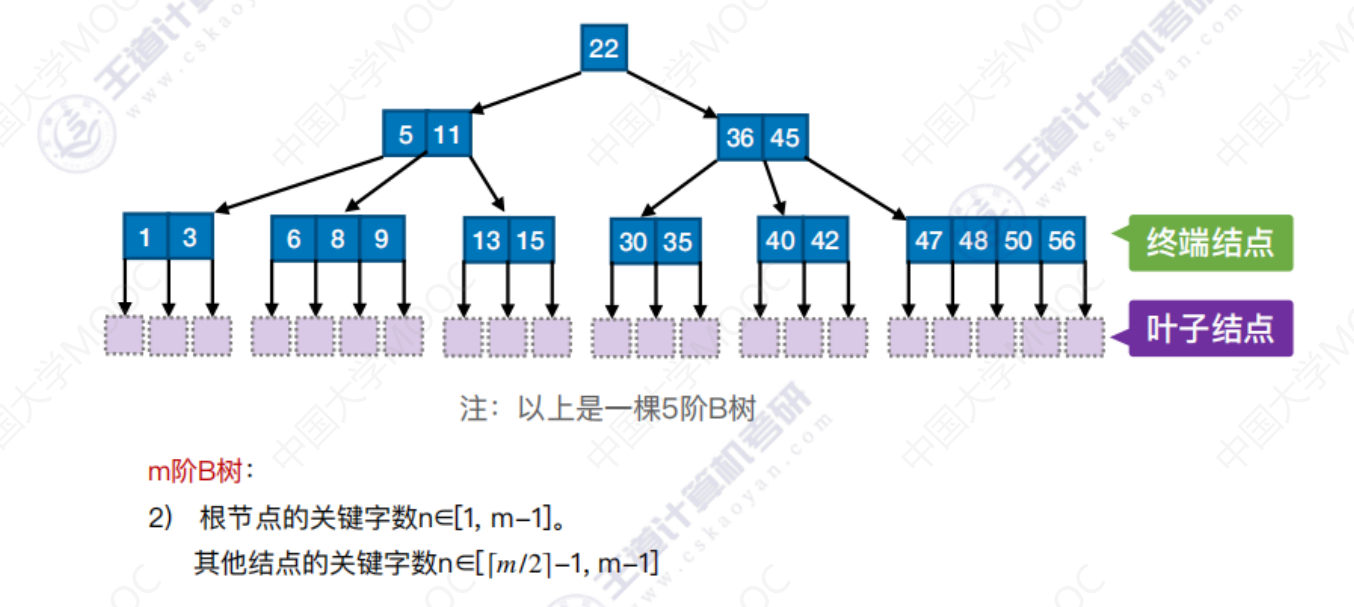 22
5 11
36 45
1 3
6 8 9
13 15
30 35
40 42
47 48 50 56
终端结点
叶子结点
注：以上是一棵5阶B树
m阶B树：
2) 根节点的关键字数n∈[1, m–1]。
其他结点的关键字数n∈[⌈m/2⌉–1, m–1]
王道计算机考研
www.cskaoyan.com
中国大学MOOC